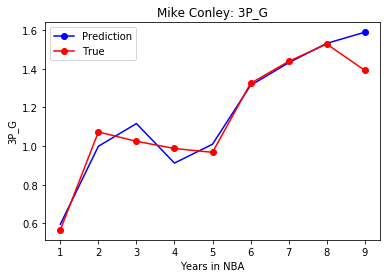 Mike Conley: 3P_G
Prediction
True
3P_G
1.6
1.4
1.2
1.0
0.8
0.6
1 2 3 4 5 6 7 8 9
Years in NBA